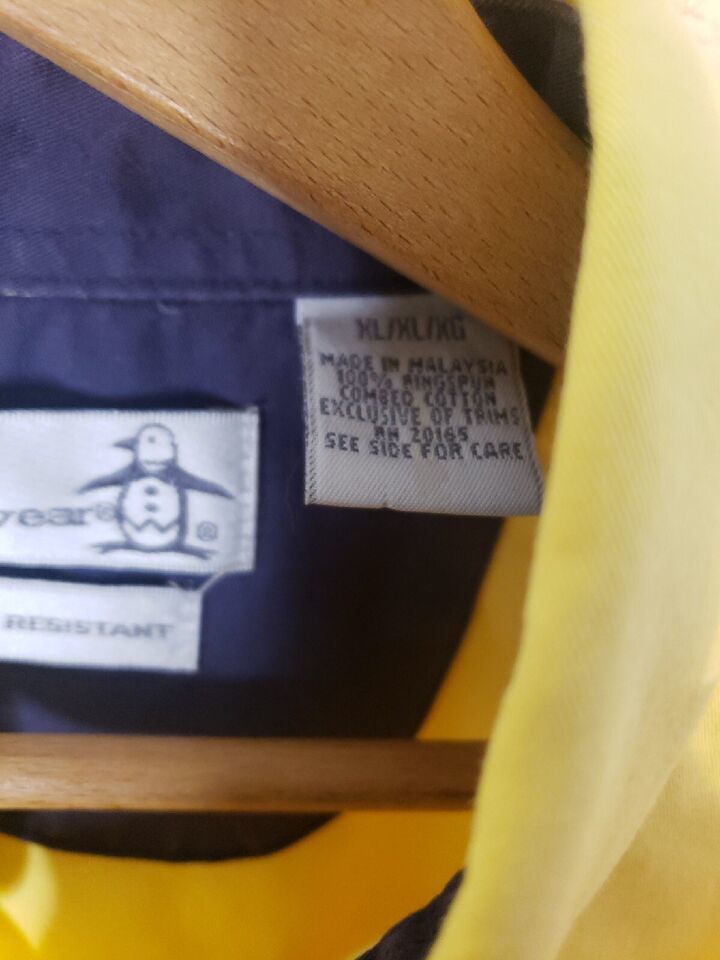 XL/XL/XG
MADE IN MALAYSIA
100% RINGSPUN
COMBED COTTON
EXCLUSIVE OF TRIMS
RN 20165
SEE SIDE FOR CARE
year®
®
RESISTANT